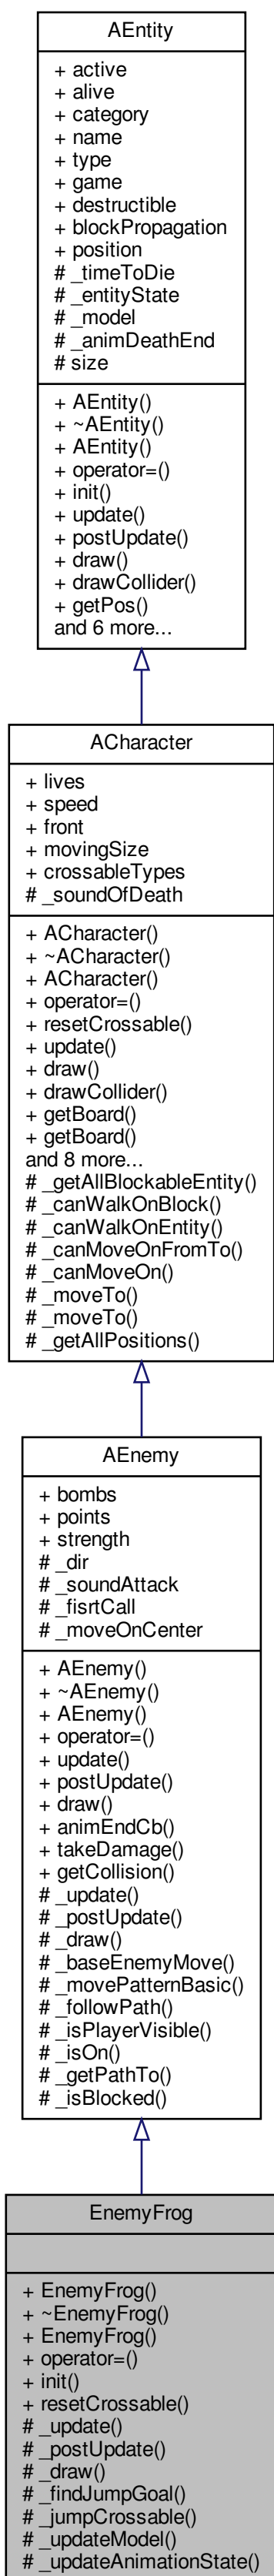 AEntity
+ active
+ alive
+ category
+ name
+ type
+ game
+ destructible
+ blockPropagation
+ position
# _timeToDie
# _entityState
# _model
# _animDeathEnd
# size
+ AEntity()
+ ~AEntity()
+ AEntity()
+ operator=()
+ init()
+ update()
+ postUpdate()
+ draw()
+ drawCollider()
+ getPos()
and 6 more...
ACharacter
+ lives
+ speed
+ front
+ movingSize
+ crossableTypes
# _soundOfDeath
+ ACharacter()
+ ~ACharacter()
+ ACharacter()
+ operator=()
+ resetCrossable()
+ update()
+ draw()
+ drawCollider()
+ getBoard()
+ getBoard()
and 8 more...
# _getAllBlockableEntity()
# _canWalkOnBlock()
# _canWalkOnEntity()
# _canMoveOnFromTo()
# _canMoveOn()
# _moveTo()
# _moveTo()
# _getAllPositions()
AEnemy
+ bombs
+ points
+ strength
# _dir
# _soundAttack
# _fisrtCall
# _moveOnCenter
+ AEnemy()
+ ~AEnemy()
+ AEnemy()
+ operator=()
+ update()
+ postUpdate()
+ draw()
+ animEndCb()
+ takeDamage()
+ getCollision()
# _update()
# _postUpdate()
# _draw()
# _baseEnemyMove()
# _movePatternBasic()
# _followPath()
# _isPlayerVisible()
# _isOn()
# _getPathTo()
# _isBlocked()
EnemyFrog
+ EnemyFrog()
+ ~EnemyFrog()
+ EnemyFrog()
+ operator=()
+ init()
+ resetCrossable()
# _update()
# _postUpdate()
# _draw()
# _findJumpGoal()
# _jumpCrossable()
# _updateModel()
# _updateAnimationState()